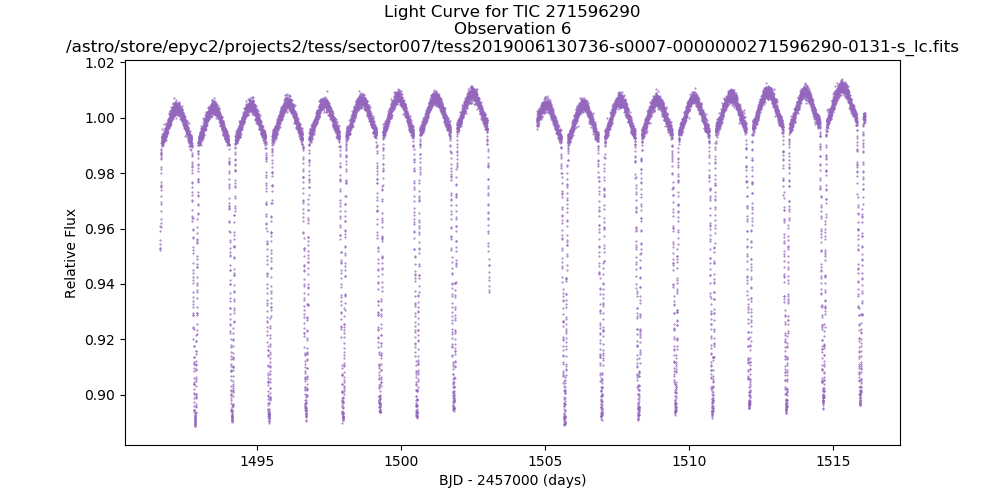 Light Curve for TIC 271596290
Observation 6
/astro/store/epyc2/projects2/tess/sector007/tess2019006130736-s0007-0000000271596290-0131-s_lc.fits
1.02
1.00
0.98
0.96
0.94
0.92
0.90
Relative Flux
1495
1500
1505
1510
1515
BJD - 2457000 (days)